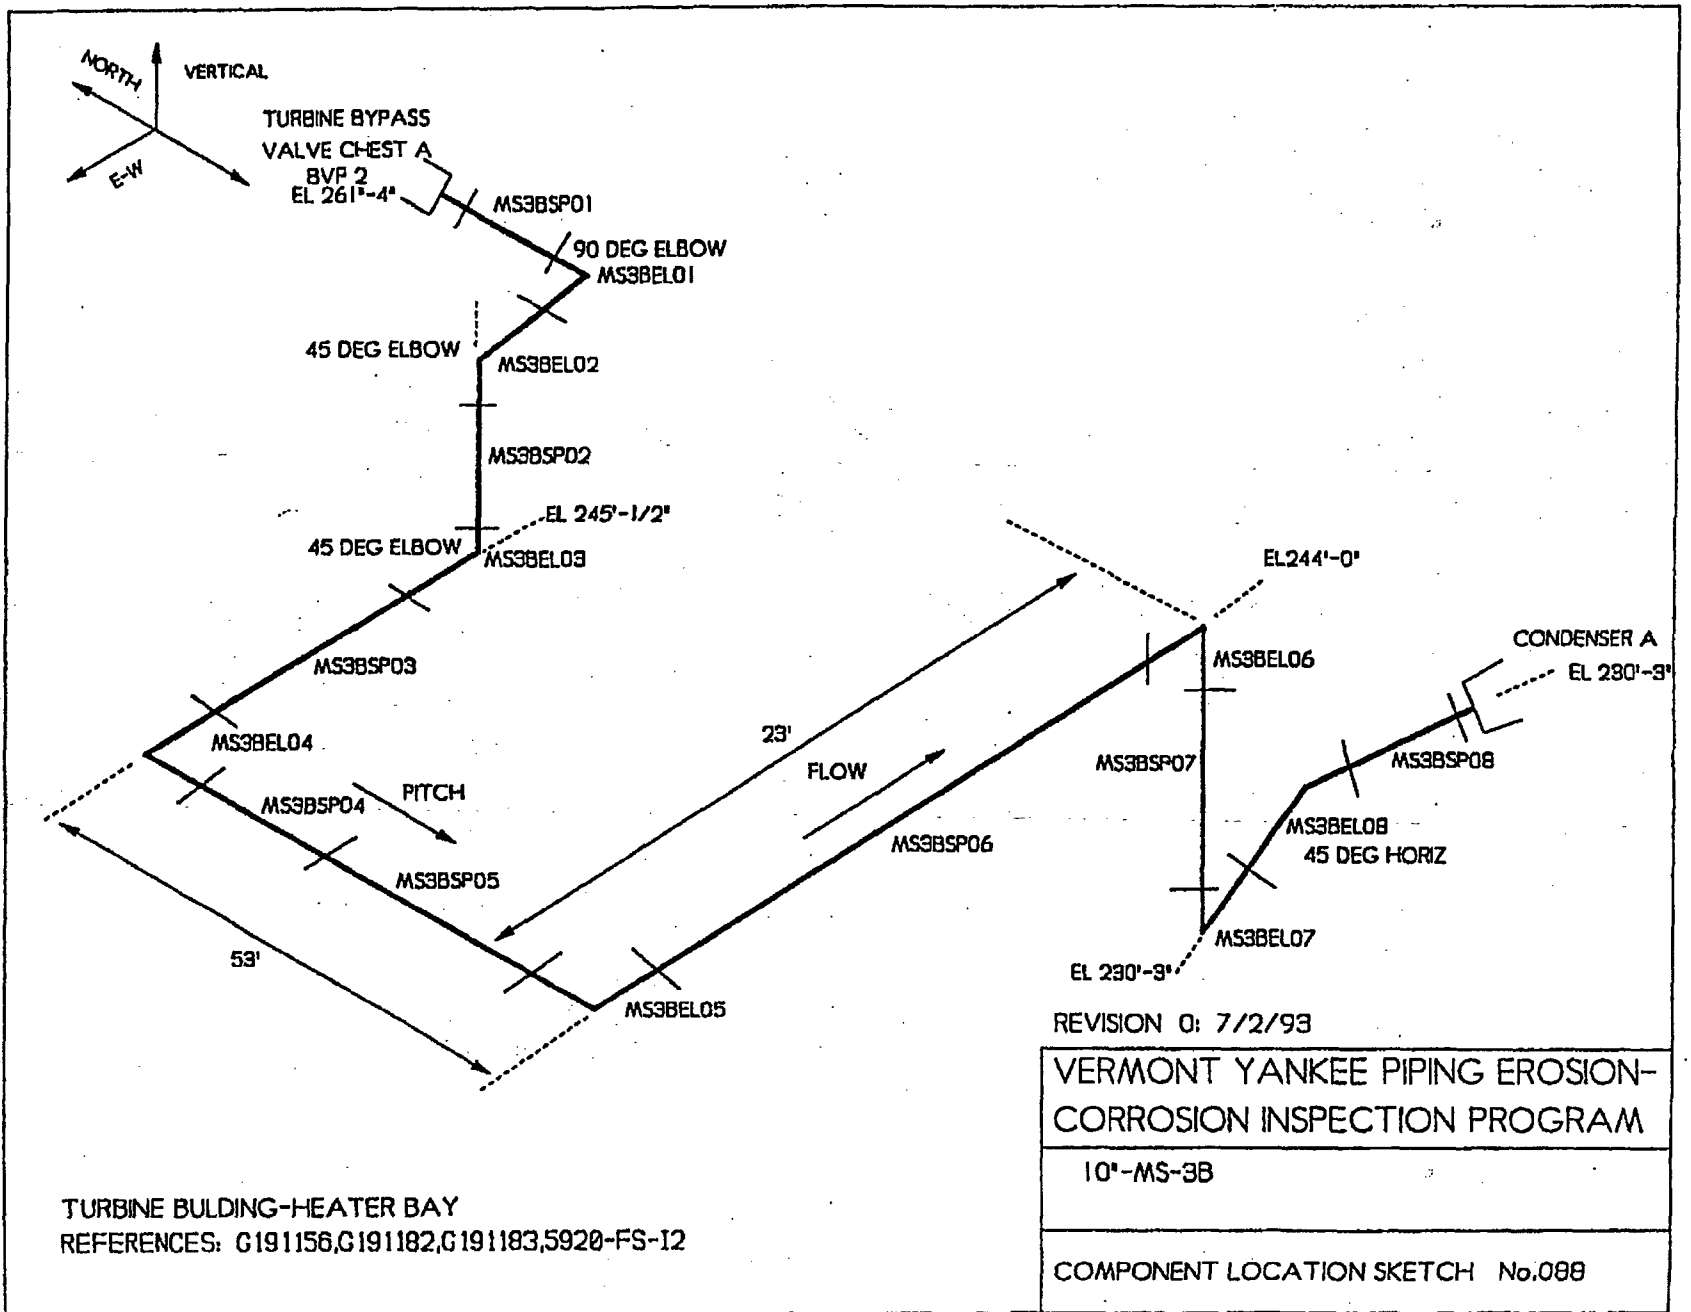 NORTH
VERTICAL
E-W
TURBINE BYPASS
VALVE CHEST A
BVP 2
EL 261'-4"
MS3BSP01
90 DEG ELBOW
MS3BEL01
45 DEG ELBOW
MS3BEL02
MS3BSP02
EL 245'-1/2"
45 DEG ELBOW
MS3BEL03
EL244'-0"
CONDENSER A
EL 230'-3"
MS3BEL06
MS3BSP03
MS3BEL04
23'
FLOW
MS3BSP07
MS3BSP08
MS3BSP04
PITCH
MS3BEL08
45 DEG HORIZ
MS3BSP06
MS3BSP05
53'
MS3BEL07
EL 230'-3"
MS3BEL05
REVISION 0: 7/2/93
VERMONT YANKEE PIPING EROSION-
CORROSION INSPECTION PROGRAM
10"-MS-3B
TURBINE BULDING-HEATER BAY
REFERENCES: G191156,G191182,G191183,5920-FS-I2
COMPONENT LOCATION SKETCH No.088